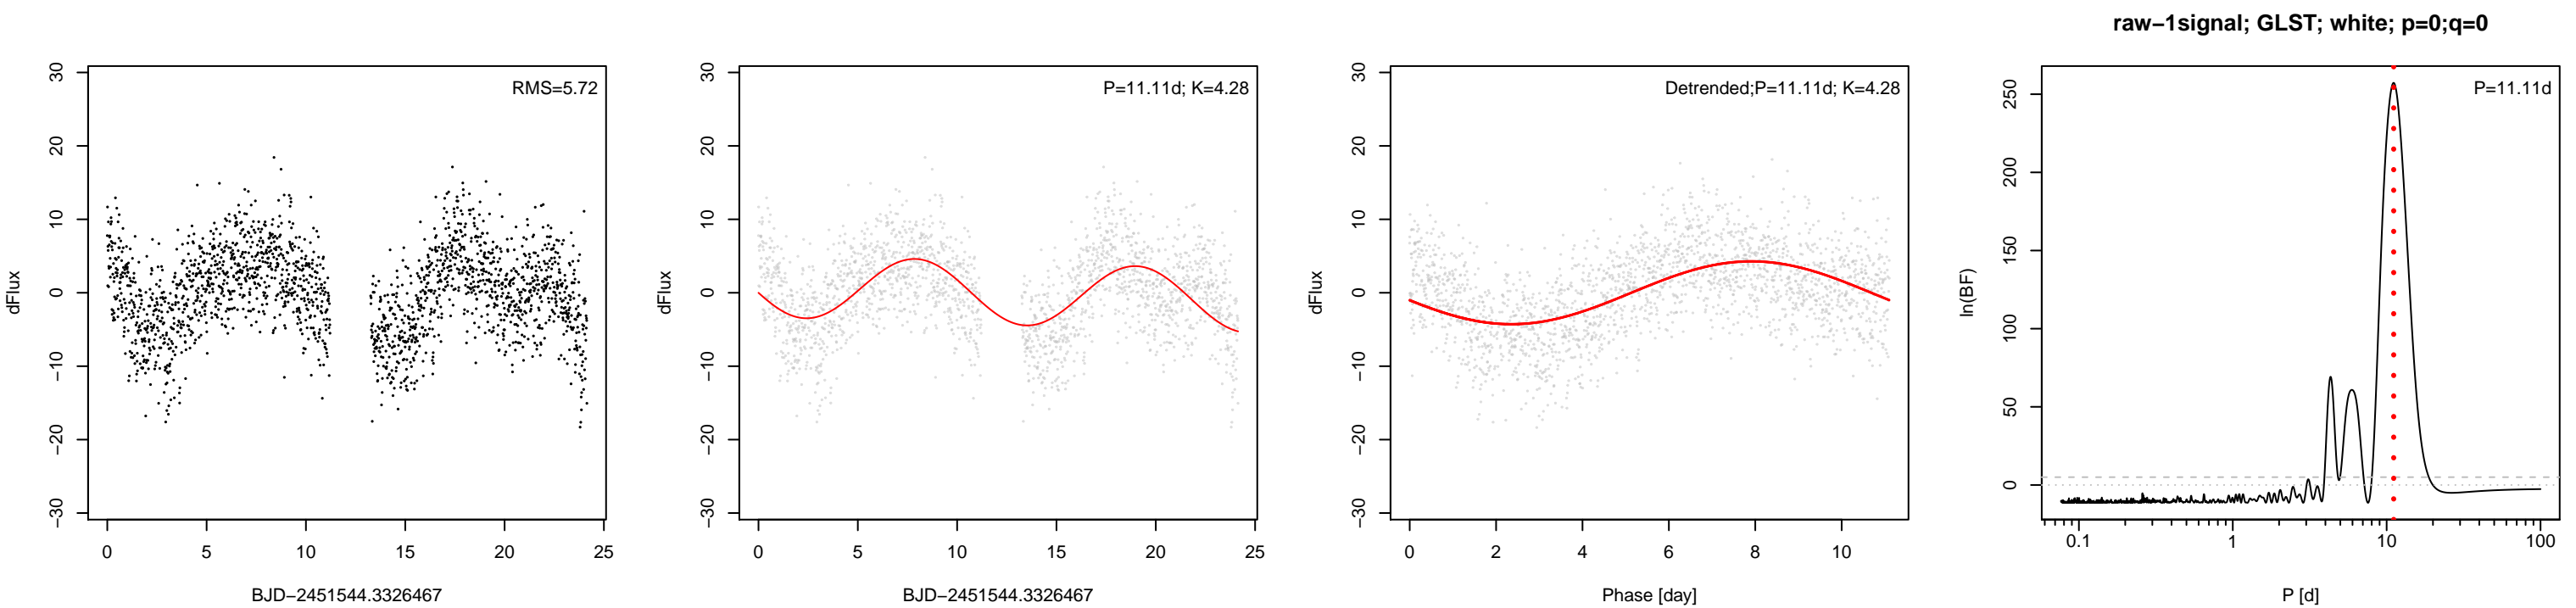 raw−1signal; GLST; white; p=0;q=0
RMS=5.72
dFlux
30
20
10
0
−10
−20
−30
0 5 10 15 20 25
BJD−2451544.3326467
P=11.11d; K=4.28
dFlux
30
20
10
0
−10
−20
−30
0 5 10 15 20 25
BJD−2451544.3326467
Detrended;P=11.11d; K=4.28
dFlux
30
20
10
0
−10
−20
−30
0 2 4 6 8 10
Phase [day]
P=11.11d
ln(BF)
250
200
150
100
50
0
0.1 1 10 100
P [d]